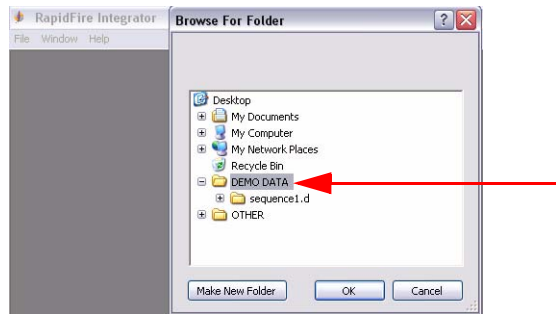 RapidFire Integrator
File Window Help
Browse For Folder
Desktop
My Documents
My Computer
My Network Places
Recycle Bin
DEMO DATA
sequence1.d
OTHER
Make New Folder OK Cancel